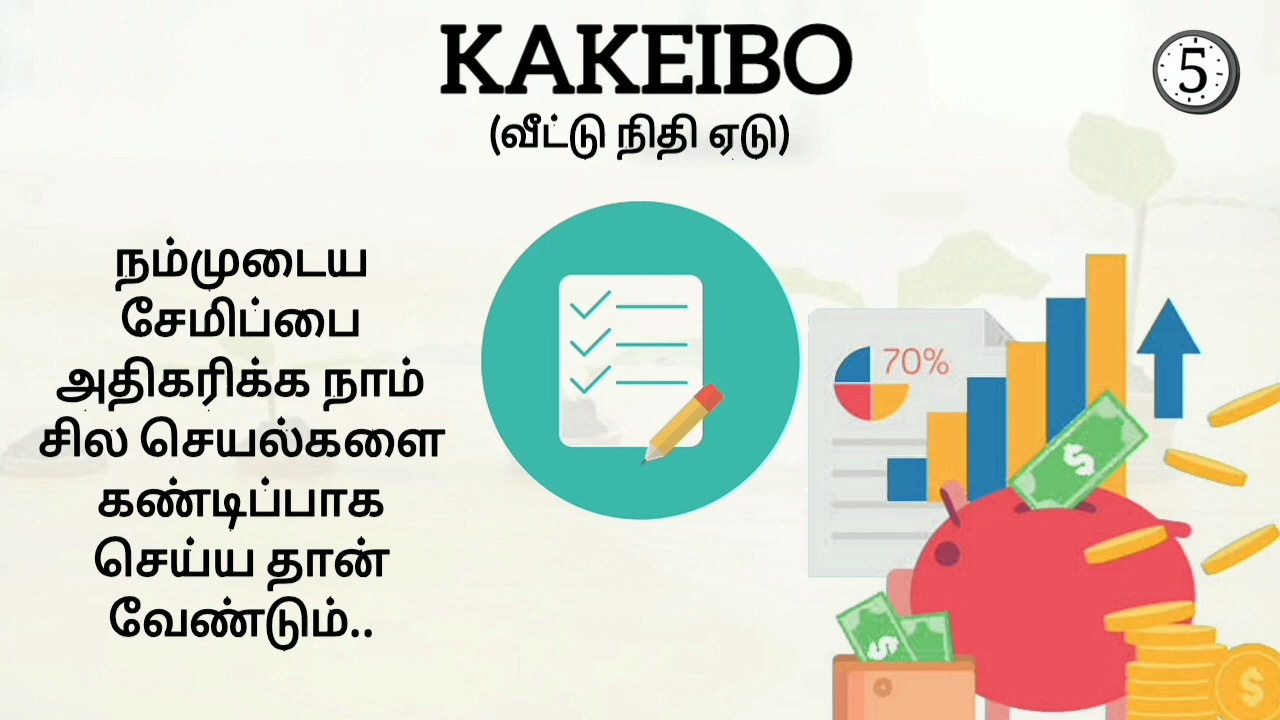 KAKEIBO
(வீட்டு நிதி ஏடு)
5
நம்முடைய
சேமிப்பை
அதிகரிக்க நாம்
சில செயல்களை
கண்டிப்பாக
செய்ய தான்
வேண்டும்..
70%
$
$
$